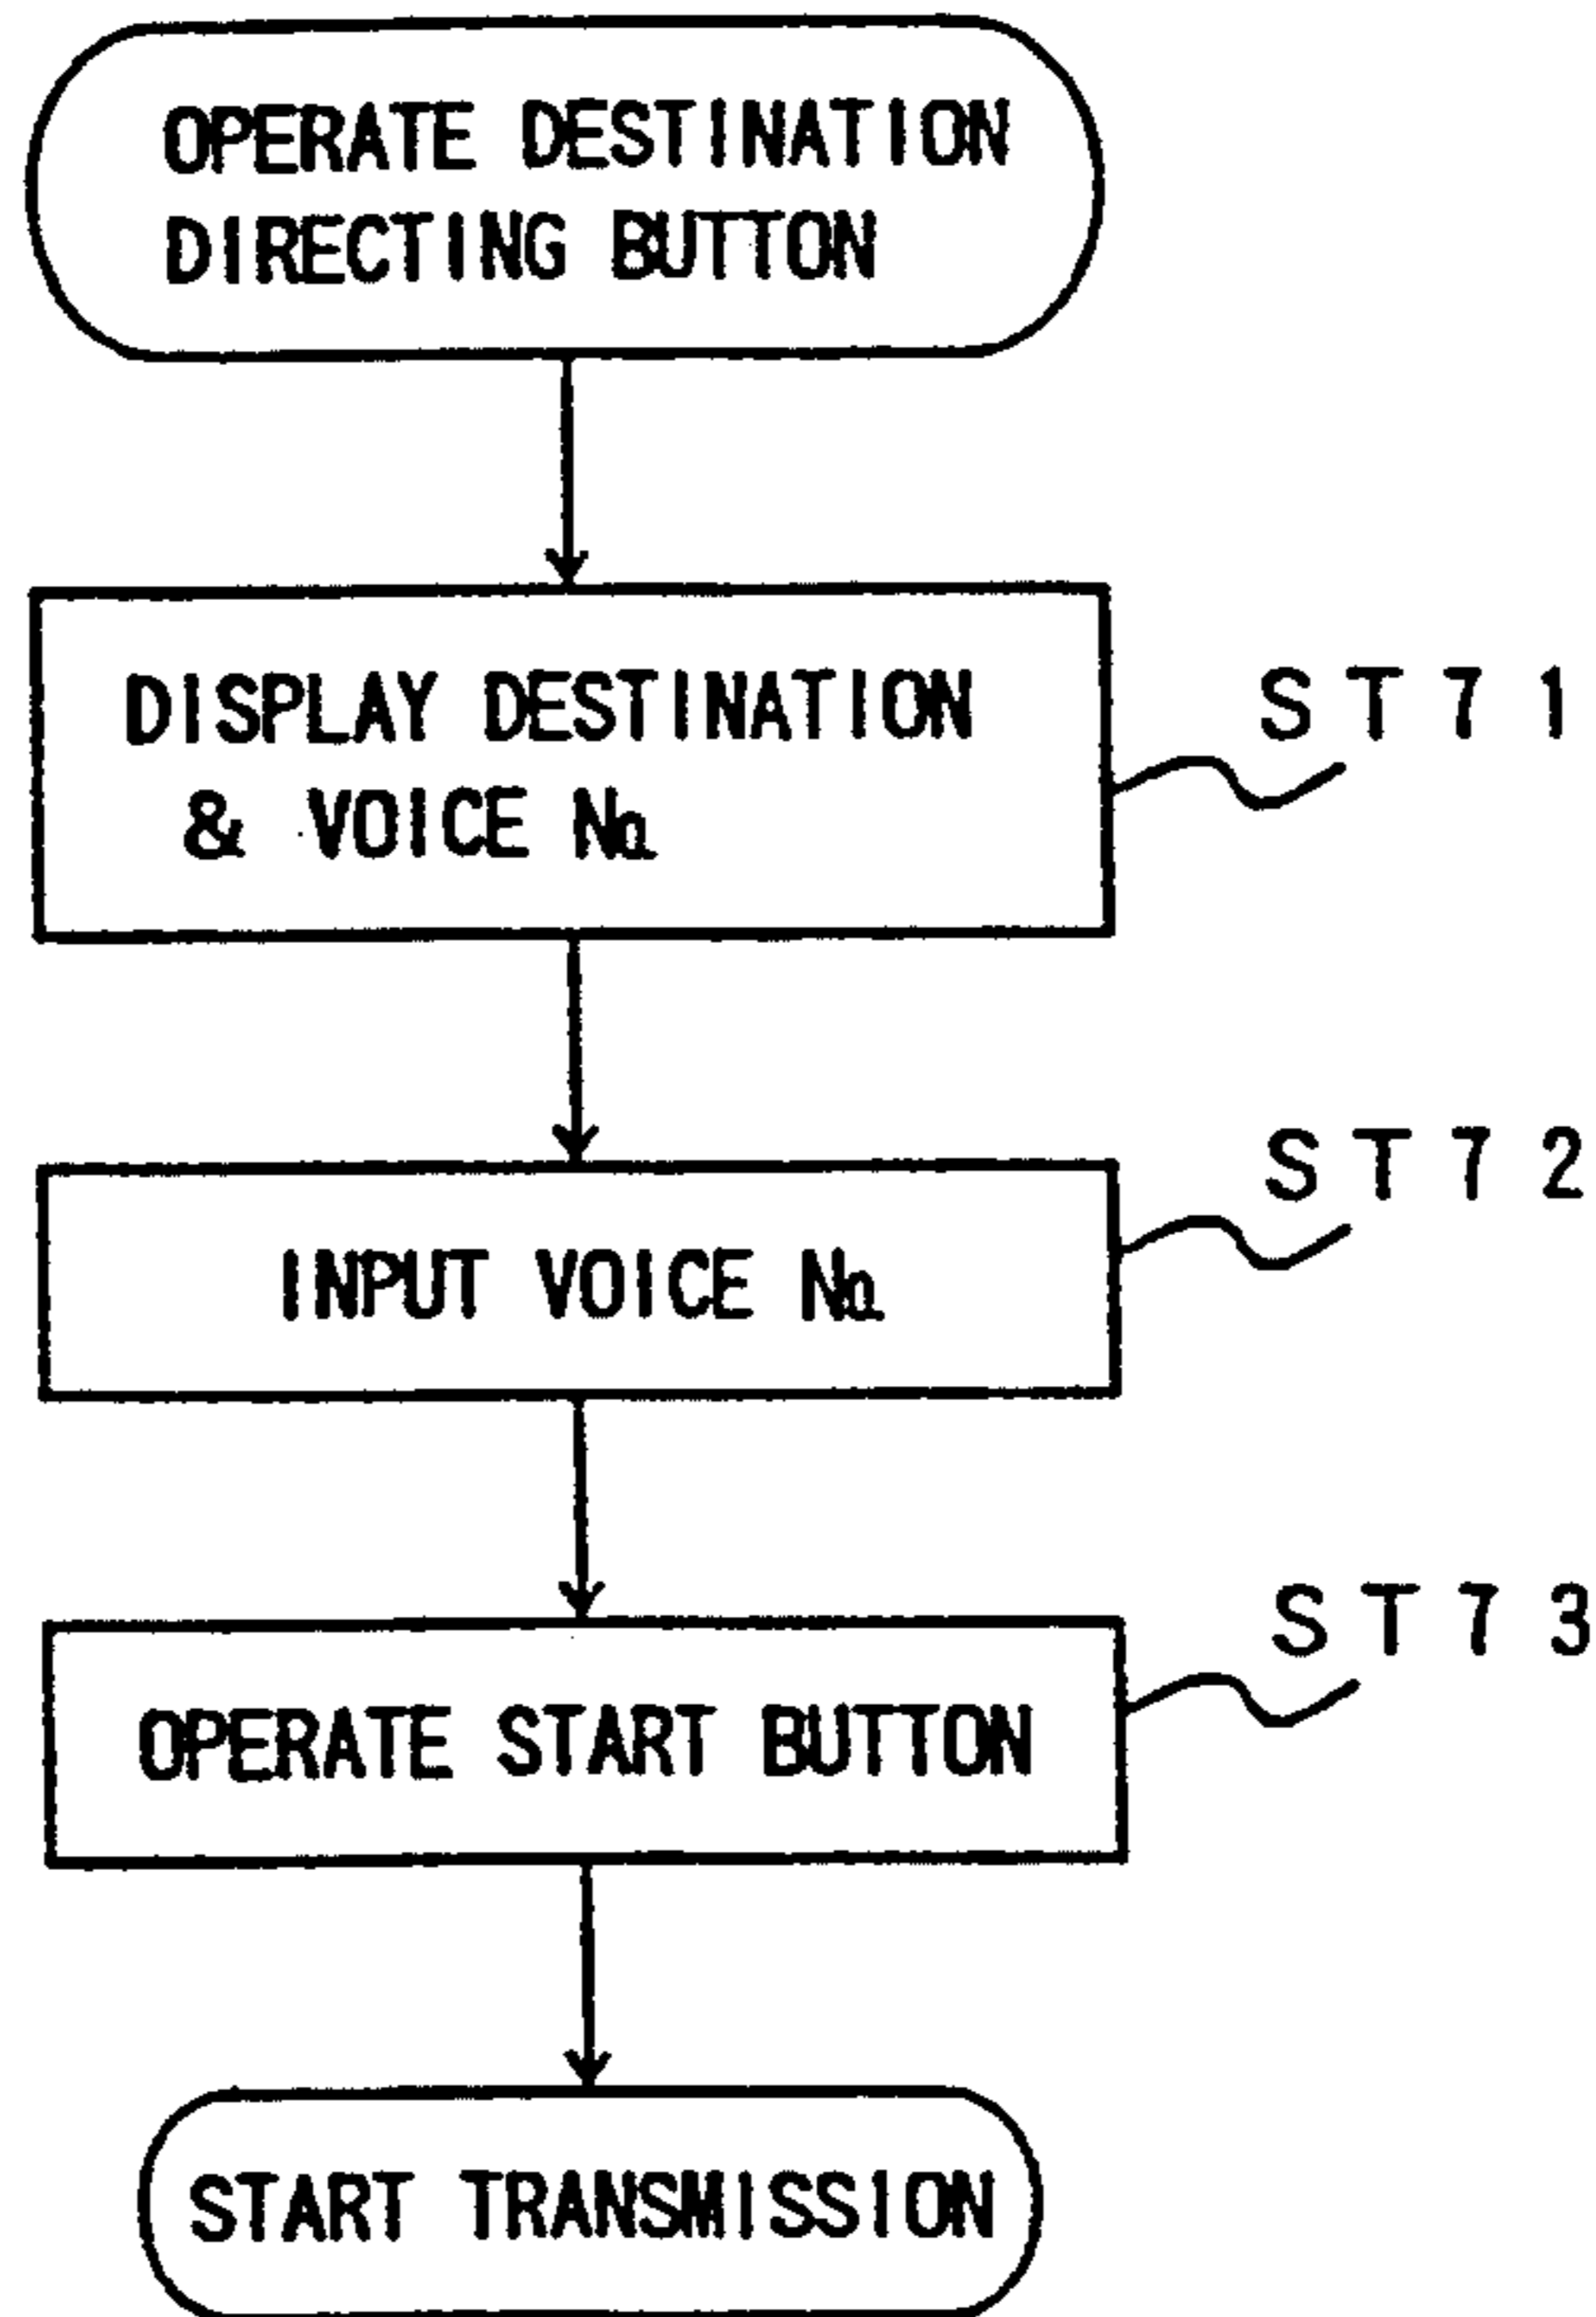 OPERATE DESTINATION
DIRECTING BUTTON
DISPLAY DESTINATION
& VOICE №
ST71
INPUT VOICE №
ST72
OPERATE START BUTTON
ST73
START TRANSMISSION